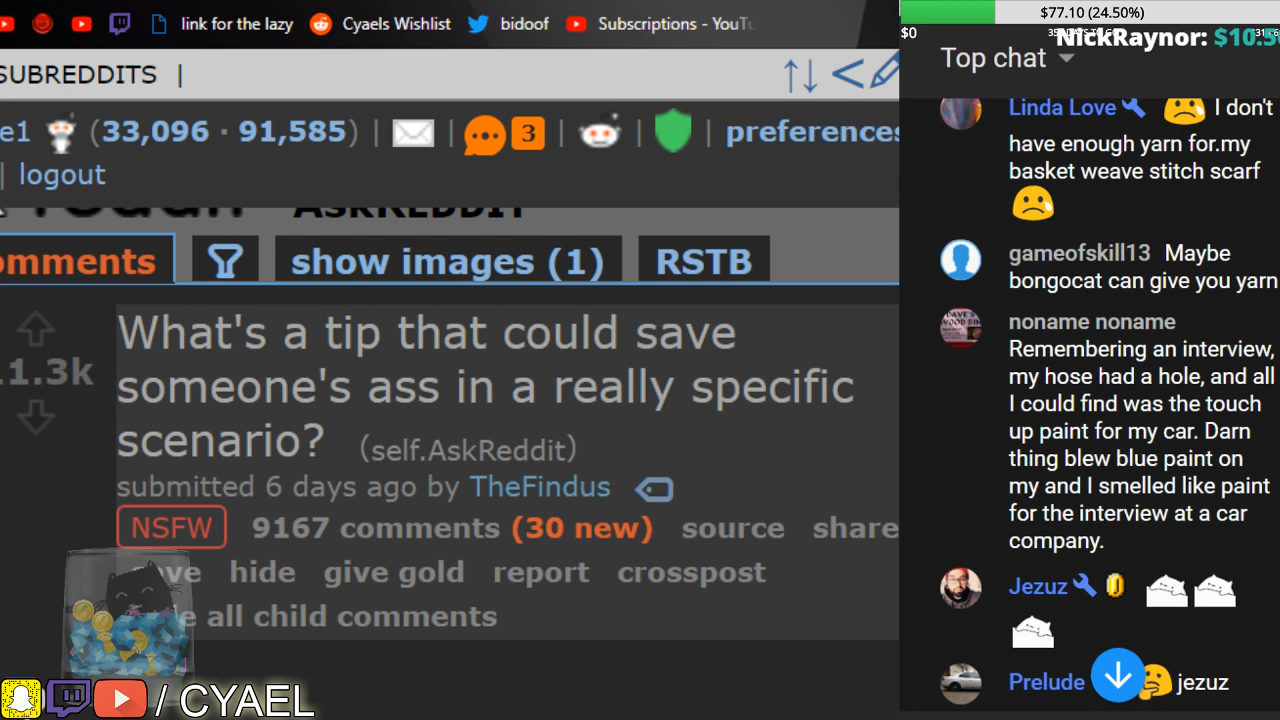 link for the lazy
Cyaels Wishlist
bidoof
Subscriptions - YouTu
SUBREDDITS |
e1 (33,096 · 91,585) | | 3 | | | preferences
| logout
ASKREDDIT
omments
show images (1)
RSTB
What's a tip that could save
someone's ass in a really specific
scenario? (self.AskReddit)
11.3k
submitted 6 days ago by TheFindus
NSFW 9167 comments (30 new) source share
save hide give gold report crosspost
all child comments
/ CYAEL
$77.10 (24.50%)
$0
NickRaynor: $10.5
Top chat
Linda Love I don't
have enough yarn for.my
basket weave stitch scarf
gameofskill13 Maybe
bongocat can give you yarn
noname noname
Remembering an interview,
my hose had a hole, and all
I could find was the touch
up paint for my car. Darn
thing blew blue paint on
my and I smelled like paint
for the interview at a car
company.
Jezuz
Prelude jezuz